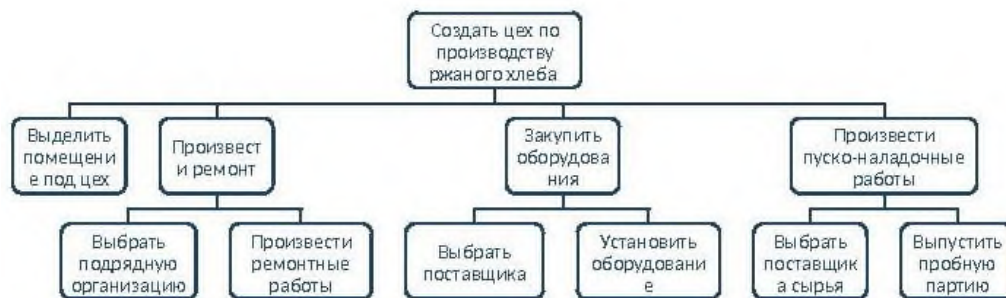 Создать цех по
производству
ржаного хлеба
Выделить
помещени
е под цех
Произвест
и ремонт
Закупить
оборудова
ния
Произвести
пуско-наладочные
работы
Выбрать
подрядную
организацию
Произвести
ремонтные
работы
Выбрать
поставщика
Установить
оборудовани
е
Выбрать
поставщик
а сырья
Выпустить
пробную
партию